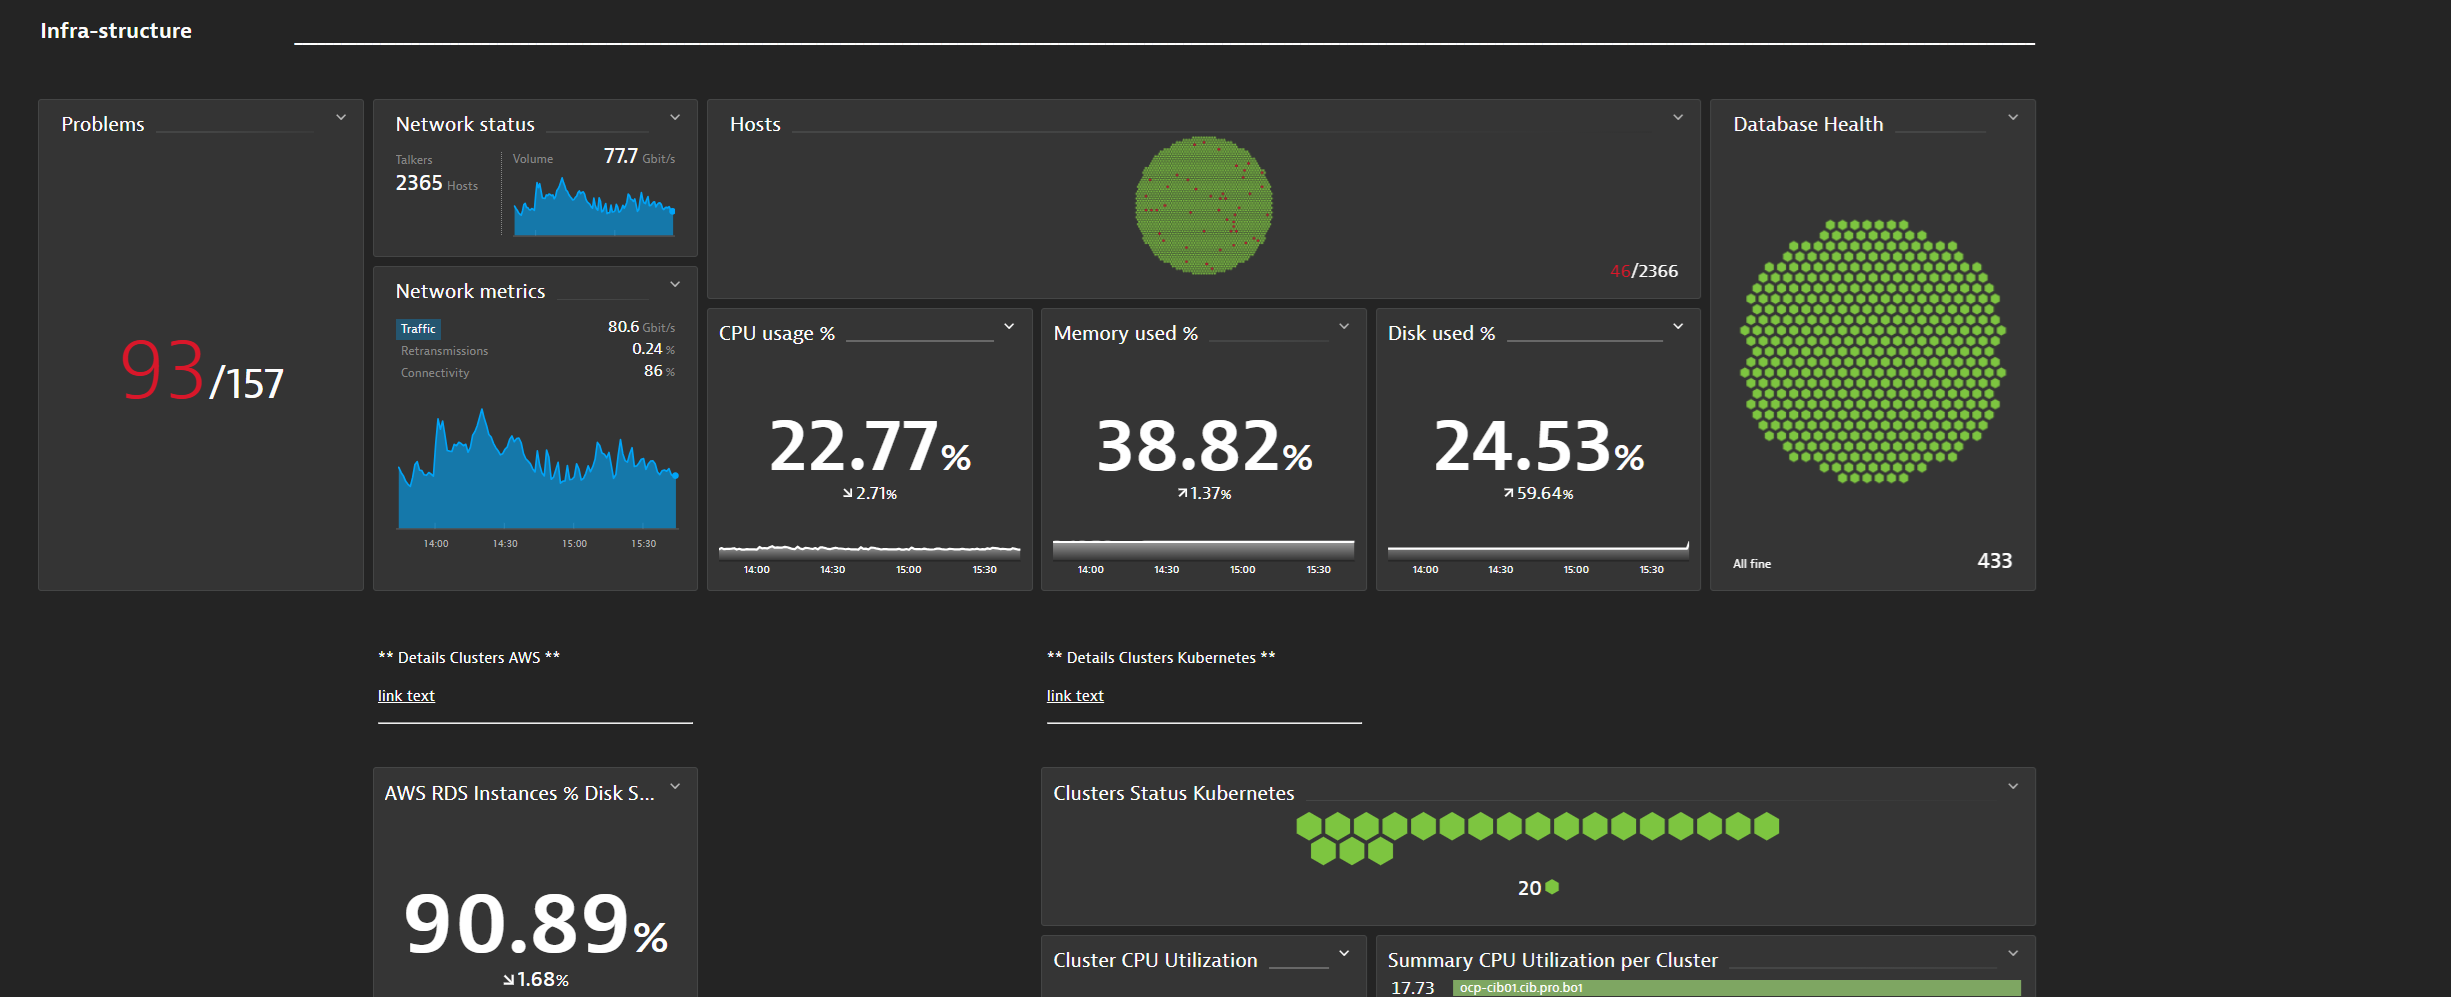 Infra-structure
Problems
93/157
Network status
Talkers
2365 Hosts
Volume 77.7 Gbit/s
Network metrics
Traffic 80.6 Gbit/s
Retransmissions 0.24 %
Connectivity 86 %
14:00 14:30 15:00 15:30
Hosts
46/2366
CPU usage %
22.77%
2.71%
14:00 14:30 15:00 15:30
Memory used %
38.82%
1.37%
14:00 14:30 15:00 15:30
Disk used %
24.53%
59.64%
14:00 14:30 15:00 15:30
Database Health
All fine 433
** Details Clusters AWS **
link text
** Details Clusters Kubernetes **
link text
AWS RDS Instances % Disk S...
90.89%
1.68%
Clusters Status Kubernetes
20
Cluster CPU Utilization
Summary CPU Utilization per Cluster
17.73 ocp-cib01.cib.pro.bo1